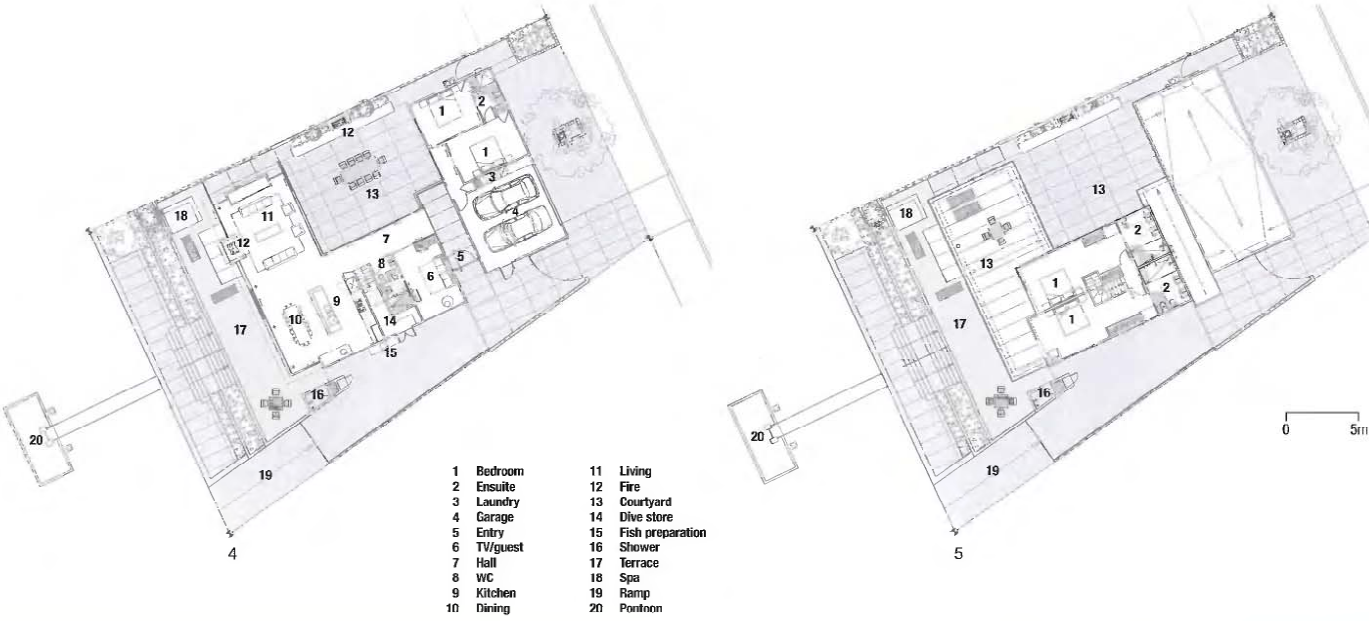 1
2
12
1
3
13
4
18
11
7
12
5
8
6
9
10
14
17
15
16
20
19
4
1 Bedroom
2 Ensuite
3 Laundry
4 Garage
5 Entry
6 TV/guest
7 Hall
8 WC
9 Kitchen
10 Dining
11 Living
12 Fire
13 Courtyard
14 Dive store
15 Fish preparation
16 Shower
17 Terrace
18 Spa
19 Ramp
20 Pontoon
13
18
2
13
1
2
17
1
16
20
19
5
0 5m